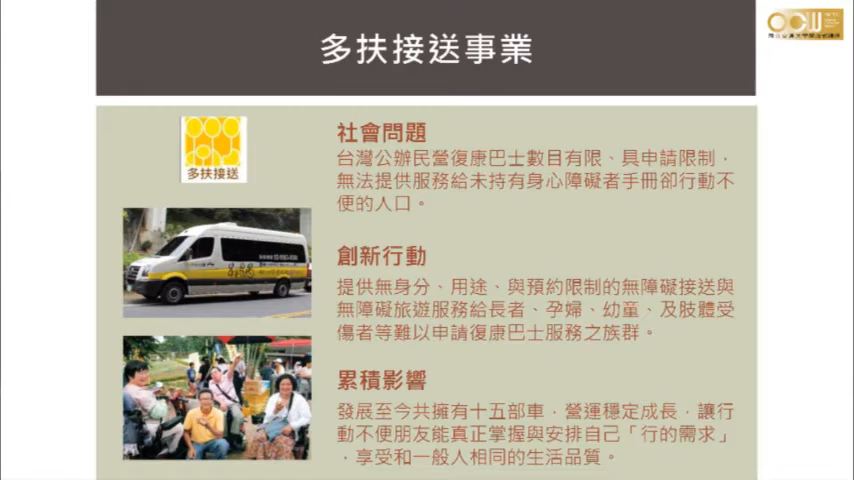 多扶接送事業
OCW
多扶接送
社會問題
台灣公辦民營復康巴士數目有限、具申請限制，
無法提供服務給未持有身心障礙者手冊卻行動不
便的人口。
創新行動
提供無身分、用途、與預約限制的無障礙接送與
無障礙旅遊服務給長者、孕婦、幼童、及肢體受
傷者等難以申請復康巴士服務之族群。
累積影響
發展至今共擁有十五部車，營運穩定成長，讓行
動不便朋友能真正掌握與安排自己「行的需求」
，享受和一般人相同的生活品質。